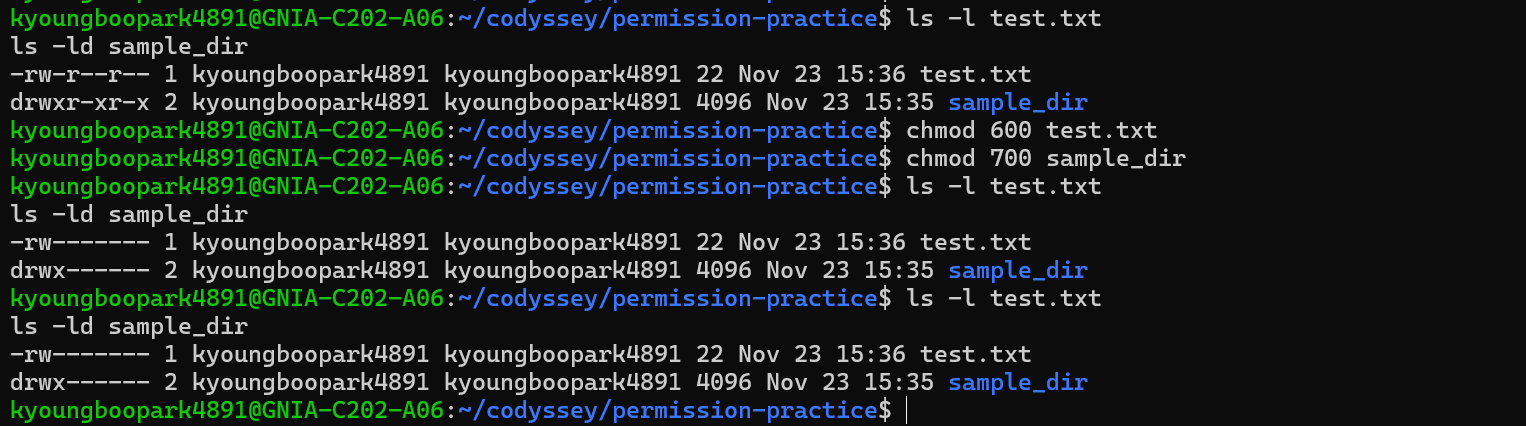 kyoungboopark4891@GNIA-C202-A06:~/codyssey/permission-practice$ ls -l test.txt
ls -ld sample_dir
-rw-r--r-- 1 kyoungboopark4891 kyoungboopark4891 22 Nov 23 15:36 test.txt
drwxr-xr-x 2 kyoungboopark4891 kyoungboopark4891 4096 Nov 23 15:35 sample_dir
kyoungboopark4891@GNIA-C202-A06:~/codyssey/permission-practice$ chmod 600 test.txt
kyoungboopark4891@GNIA-C202-A06:~/codyssey/permission-practice$ chmod 700 sample_dir
kyoungboopark4891@GNIA-C202-A06:~/codyssey/permission-practice$ ls -l test.txt
ls -ld sample_dir
-rw------- 1 kyoungboopark4891 kyoungboopark4891 22 Nov 23 15:36 test.txt
drwx------ 2 kyoungboopark4891 kyoungboopark4891 4096 Nov 23 15:35 sample_dir
kyoungboopark4891@GNIA-C202-A06:~/codyssey/permission-practice$ ls -l test.txt
ls -ld sample_dir
-rw------- 1 kyoungboopark4891 kyoungboopark4891 22 Nov 23 15:36 test.txt
drwx------ 2 kyoungboopark4891 kyoungboopark4891 4096 Nov 23 15:35 sample_dir
kyoungboopark4891@GNIA-C202-A06:~/codyssey/permission-practice$